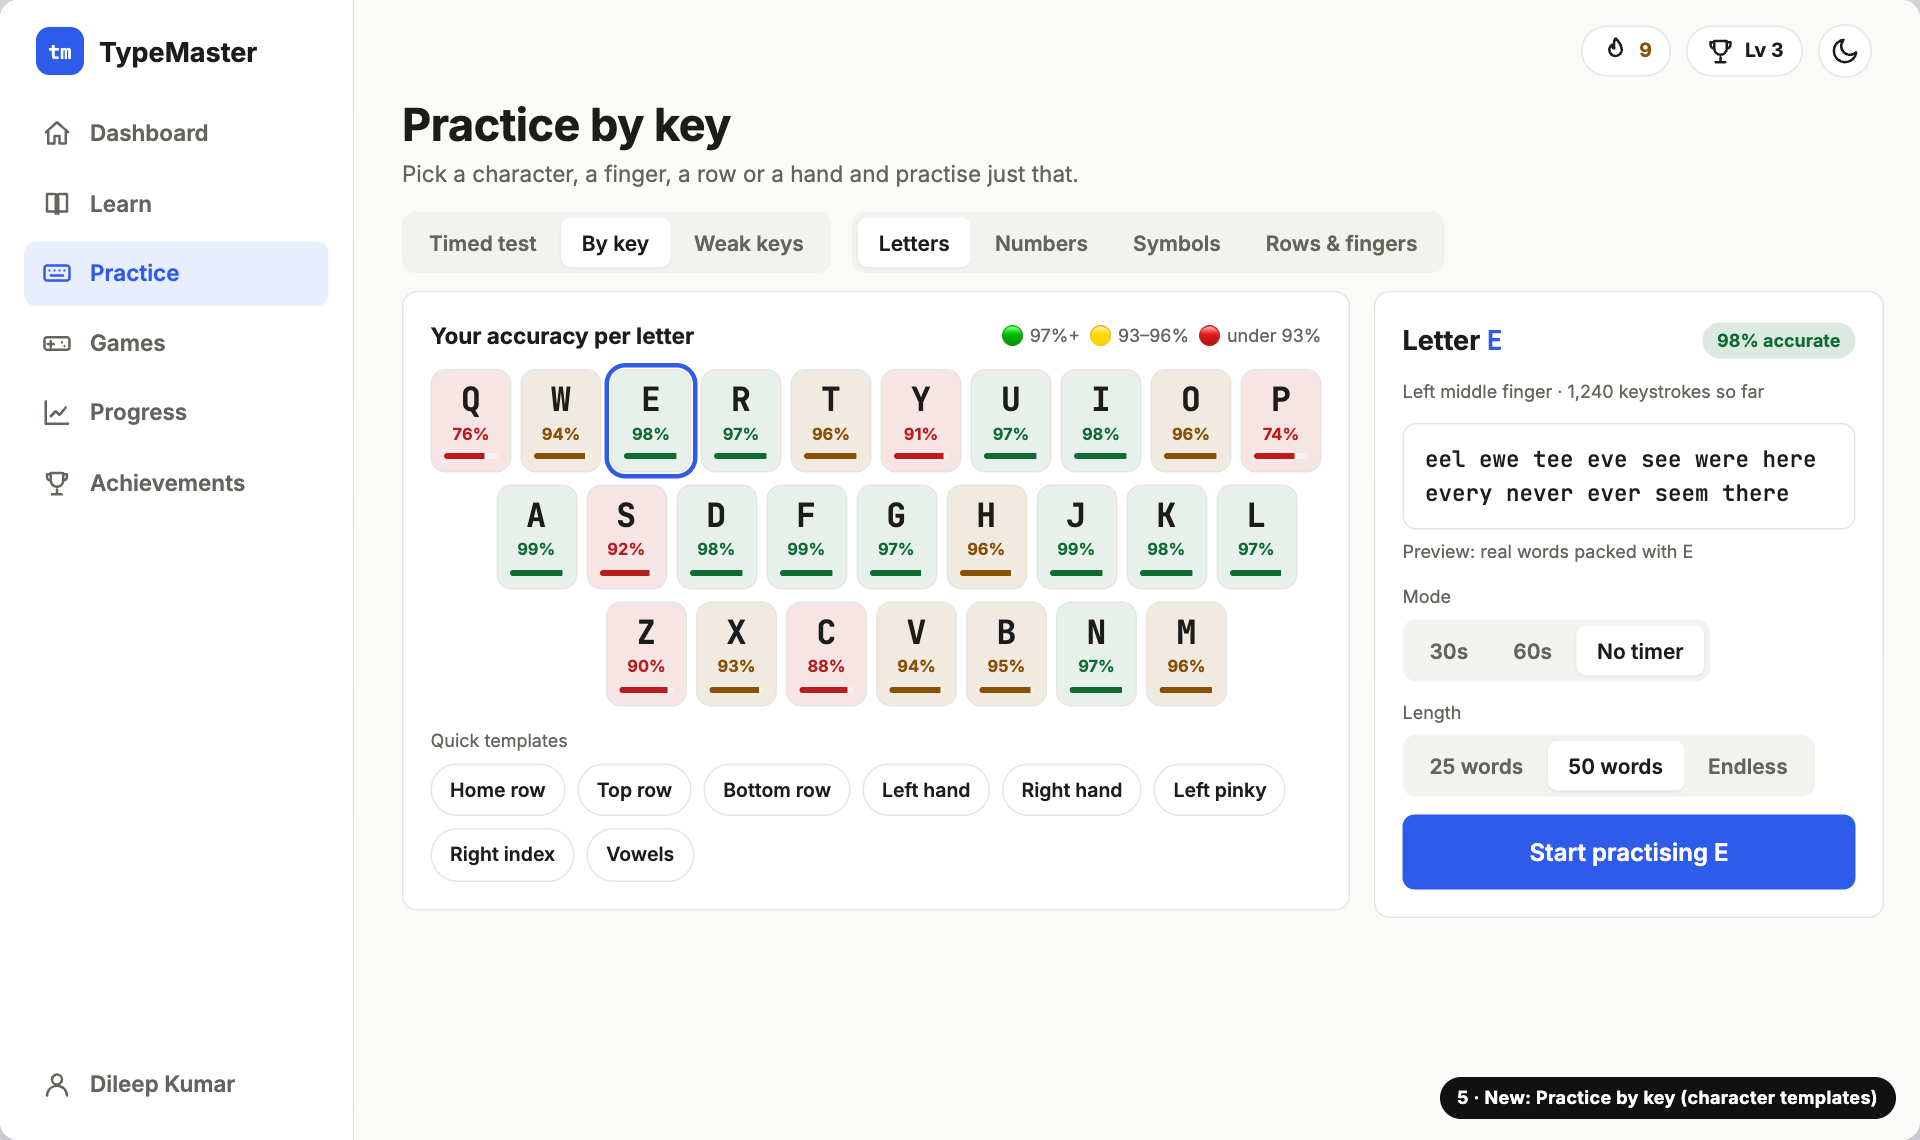 tm TypeMaster
Dashboard
Learn
Practice
Games
Progress
Achievements
Dileep Kumar
9
Lv 3
Practice by key
Pick a character, a finger, a row or a hand and practise just that.
Timed test By key Weak keys
Letters Numbers Symbols Rows & fingers
Your accuracy per letter
97%+ 93–96% under 93%
Q W E R T Y U I O P
76% 94% 98% 97% 96% 91% 97% 98% 96% 74%
A S D F G H J K L
99% 92% 98% 99% 97% 96% 99% 98% 97%
Z X C V B N M
90% 93% 88% 94% 95% 97% 96%
Quick templates
Home row Top row Bottom row Left hand Right hand Left pinky
Right index Vowels
Letter E 98% accurate
Left middle finger · 1,240 keystrokes so far
eel ewe tee eve see were here
every never ever seem there
Preview: real words packed with E
Mode
30s 60s No timer
Length
25 words 50 words Endless
Start practising E
5 · New: Practice by key (character templates)